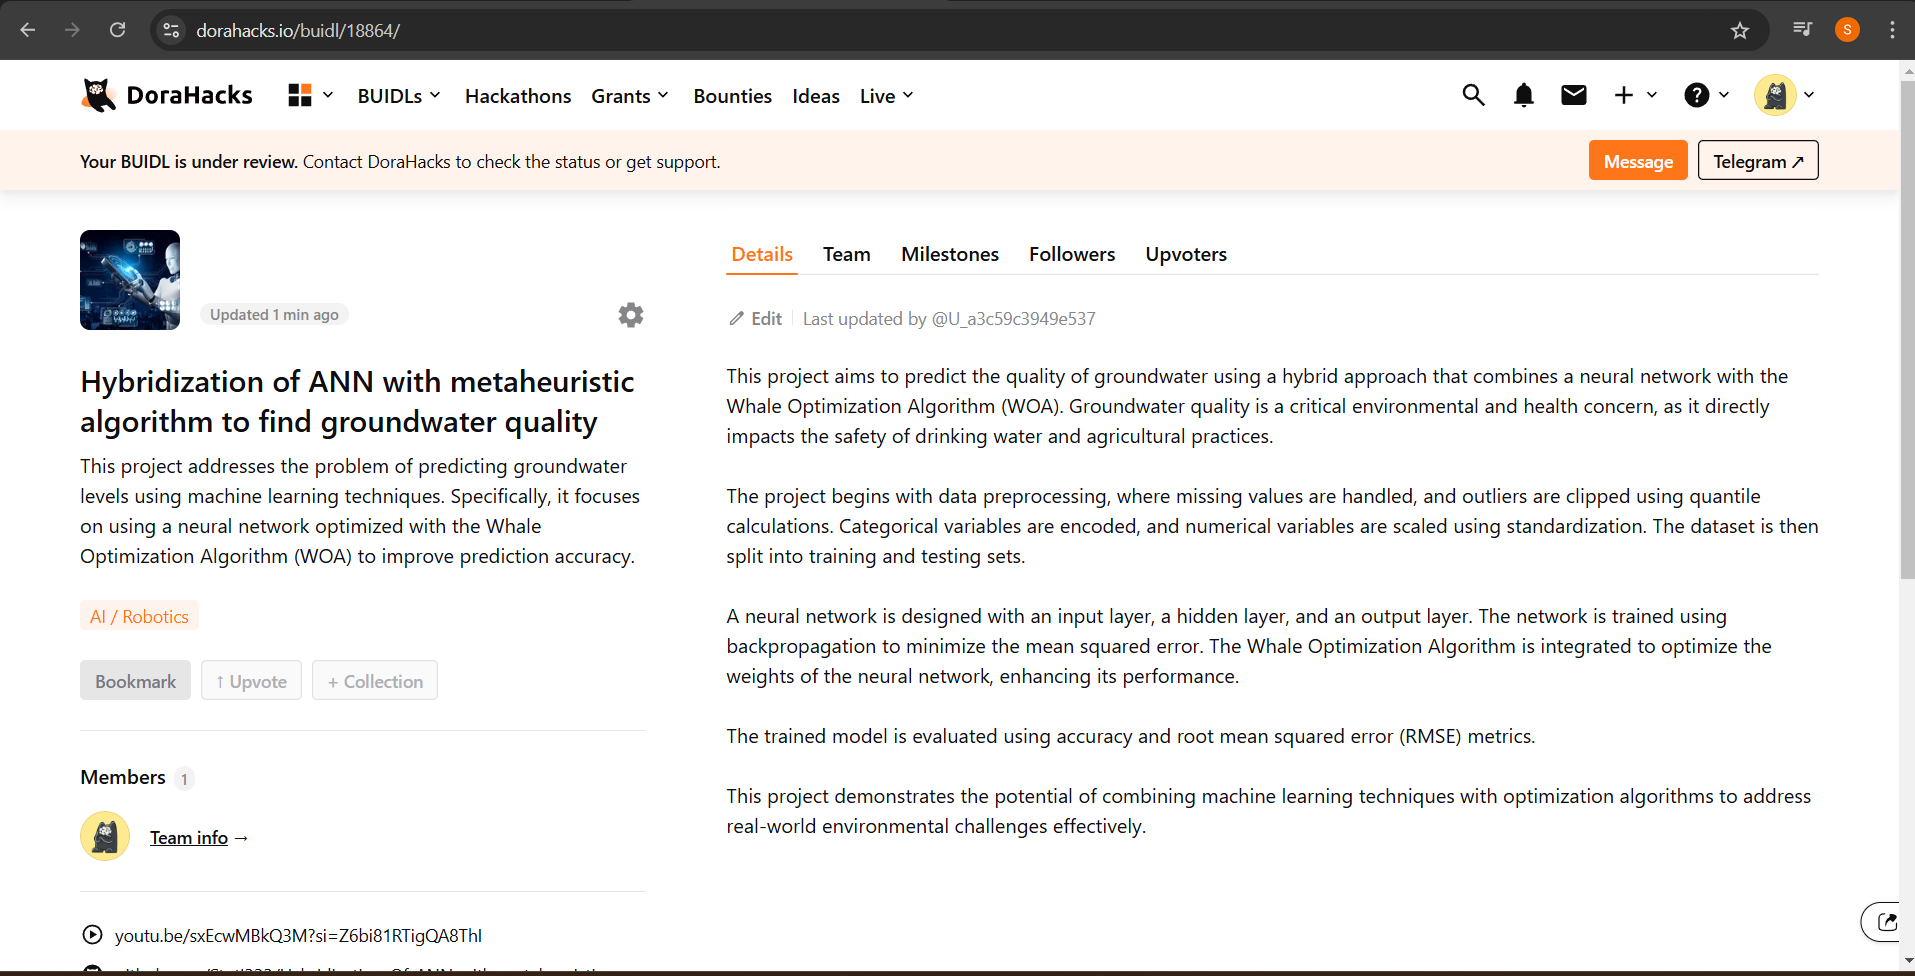 dorahacks.io/buidl/18864/
S
DoraHacks
BUIDLs
Hackathons
Grants
Bounties
Ideas
Live
Your BUIDL is under review. Contact DoraHacks to check the status or get support.
Message
Telegram ↗
Updated 1 min ago
Hybridization of ANN with metaheuristic
algorithm to find groundwater quality
This project addresses the problem of predicting groundwater
levels using machine learning techniques. Specifically, it focuses
on using a neural network optimized with the Whale
Optimization Algorithm (WOA) to improve prediction accuracy.
AI / Robotics
Bookmark
↑ Upvote
+ Collection
Members 1
Team info →
youtu.be/sxEcwMBkQ3M?si=Z6bi81RTigQA8ThI
Details
Team
Milestones
Followers
Upvoters
Edit
Last updated by @U_a3c59c3949e537
This project aims to predict the quality of groundwater using a hybrid approach that combines a neural network with the
Whale Optimization Algorithm (WOA). Groundwater quality is a critical environmental and health concern, as it directly
impacts the safety of drinking water and agricultural practices.
The project begins with data preprocessing, where missing values are handled, and outliers are clipped using quantile
calculations. Categorical variables are encoded, and numerical variables are scaled using standardization. The dataset is then
split into training and testing sets.
A neural network is designed with an input layer, a hidden layer, and an output layer. The network is trained using
backpropagation to minimize the mean squared error. The Whale Optimization Algorithm is integrated to optimize the
weights of the neural network, enhancing its performance.
The trained model is evaluated using accuracy and root mean squared error (RMSE) metrics.
This project demonstrates the potential of combining machine learning techniques with optimization algorithms to address
real-world environmental challenges effectively.